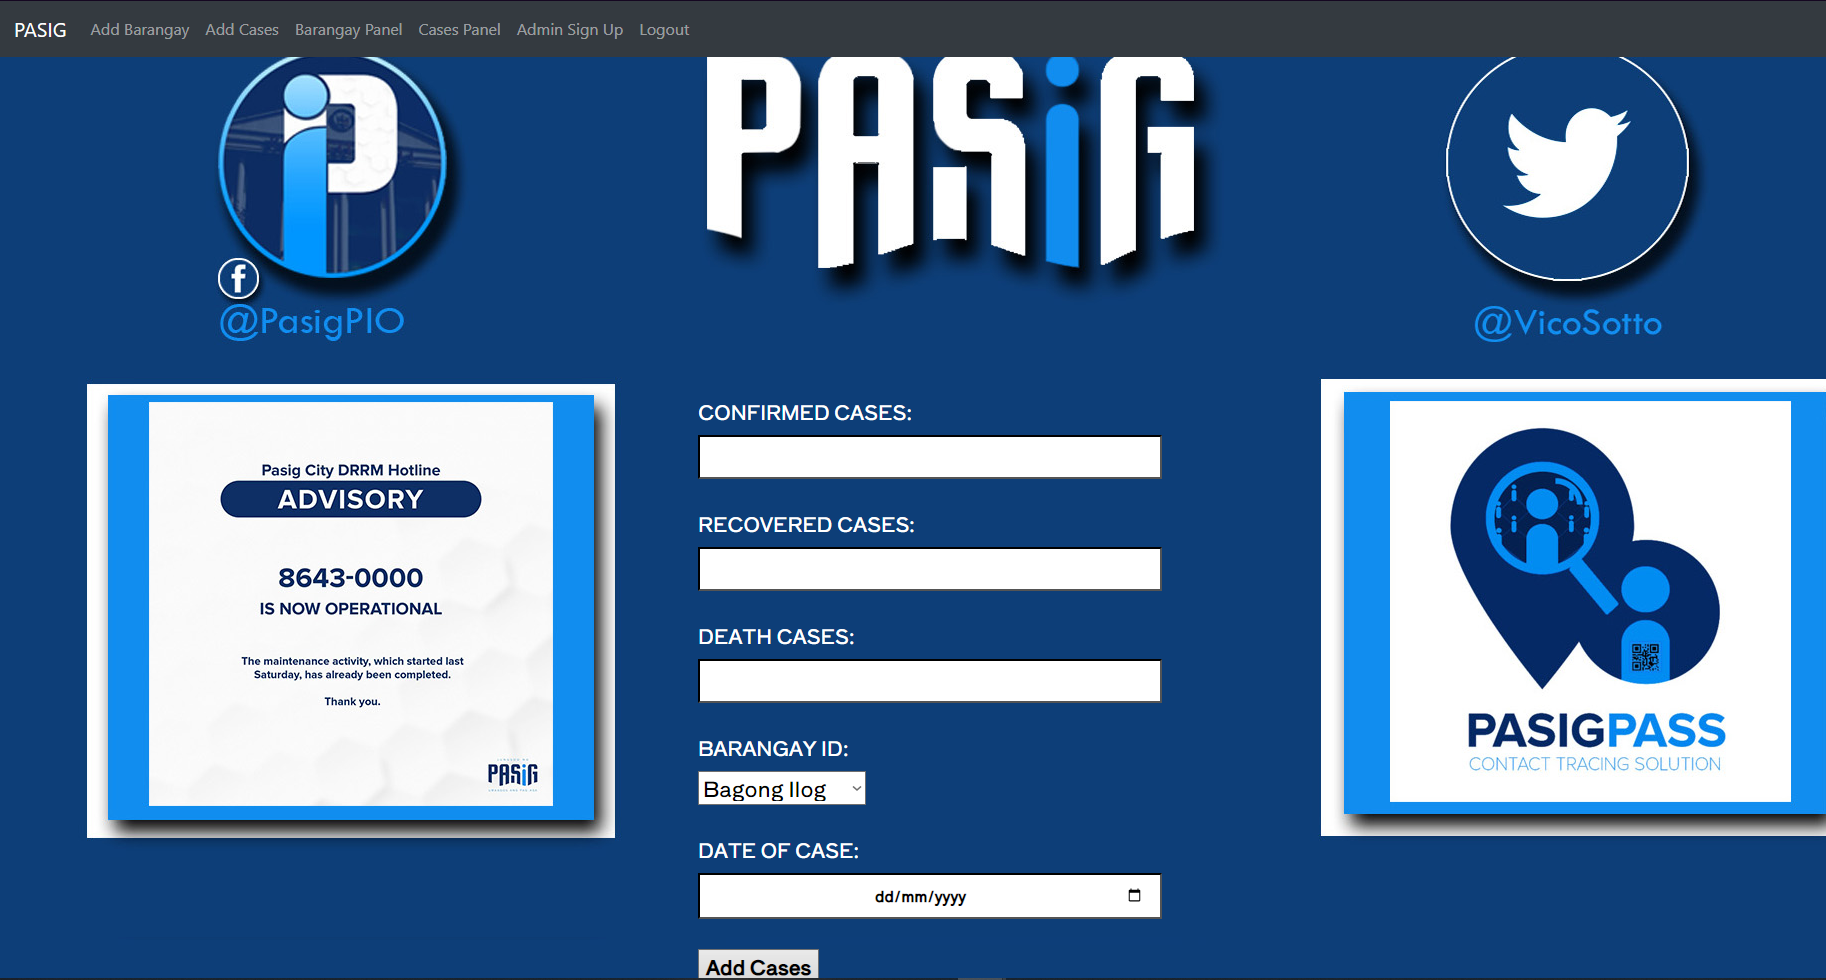 PASIG Add Barangay Add Cases Barangay Panel Cases Panel Admin Sign Up Logout
PASiG
@PasigPIO
@VicoSotto
Pasig City DRRM Hotline
ADVISORY
8643-0000
IS NOW OPERATIONAL
The maintenance activity, which started last
Saturday, has already been completed.
Thank you.
PASiG
CONFIRMED CASES:
RECOVERED CASES:
DEATH CASES:
BARANGAY ID:
Bagong Ilog
DATE OF CASE:
dd/mm/yyyy
Add Cases
PASIGPASS
CONTACT TRACING SOLUTION